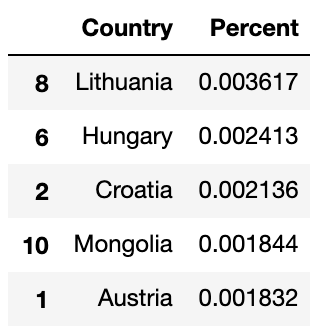 Country Percent
8 Lithuania 0.003617
6 Hungary 0.002413
2 Croatia 0.002136
10 Mongolia 0.001844
1 Austria 0.001832